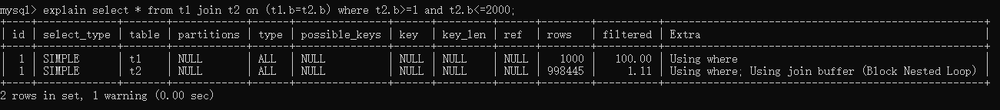 mysql> explain select * from t1 join t2 on (t1.b=t2.b) where t2.b>=1 and t2.b<=2000;
+----+-------------+-------+------------+------+---------------+------+---------+------+--------+----------+----------------------------------------------------+
| id | select_type | table | partitions | type | possible_keys | key | key_len | ref | rows | filtered | Extra |
+----+-------------+-------+------------+------+---------------+------+---------+------+--------+----------+----------------------------------------------------+
| 1 | SIMPLE | t1 | NULL | ALL | NULL | NULL | NULL | NULL | 1000 | 100.00 | Using where |
| 1 | SIMPLE | t2 | NULL | ALL | NULL | NULL | NULL | NULL | 998445 | 1.11 | Using where; Using join buffer (Block Nested Loop) |
+----+-------------+-------+------------+------+---------------+------+---------+------+--------+----------+----------------------------------------------------+
2 rows in set, 1 warning (0.00 sec)